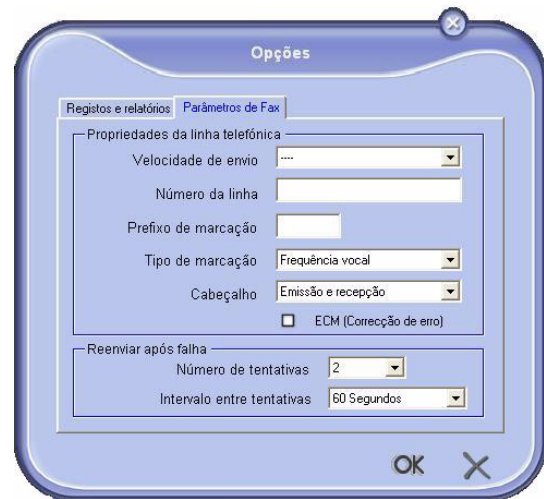 Opções
Registos e relatórios Parâmetros de Fax
Propriedades da linha telefónica
Velocidade de envio ----
Número da linha
Prefixo de marcação
Tipo de marcação Frequência vocal
Cabeçalho Emissão e recepção
ECM (Correcção de erro)
Reenviar após falha
Número de tentativas 2
Intervalo entre tentativas 60 Segundos
OK